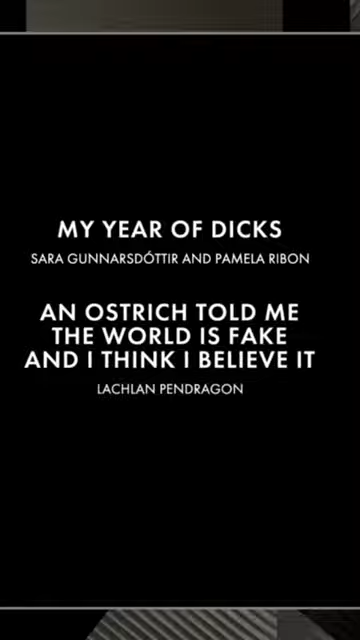 MY YEAR OF DICKS
SARA GUNNARSDÓTTIR AND PAMELA RIBON
AN OSTRICH TOLD ME
THE WORLD IS FAKE
AND I THINK I BELIEVE IT
LACHLAN PENDRAGON